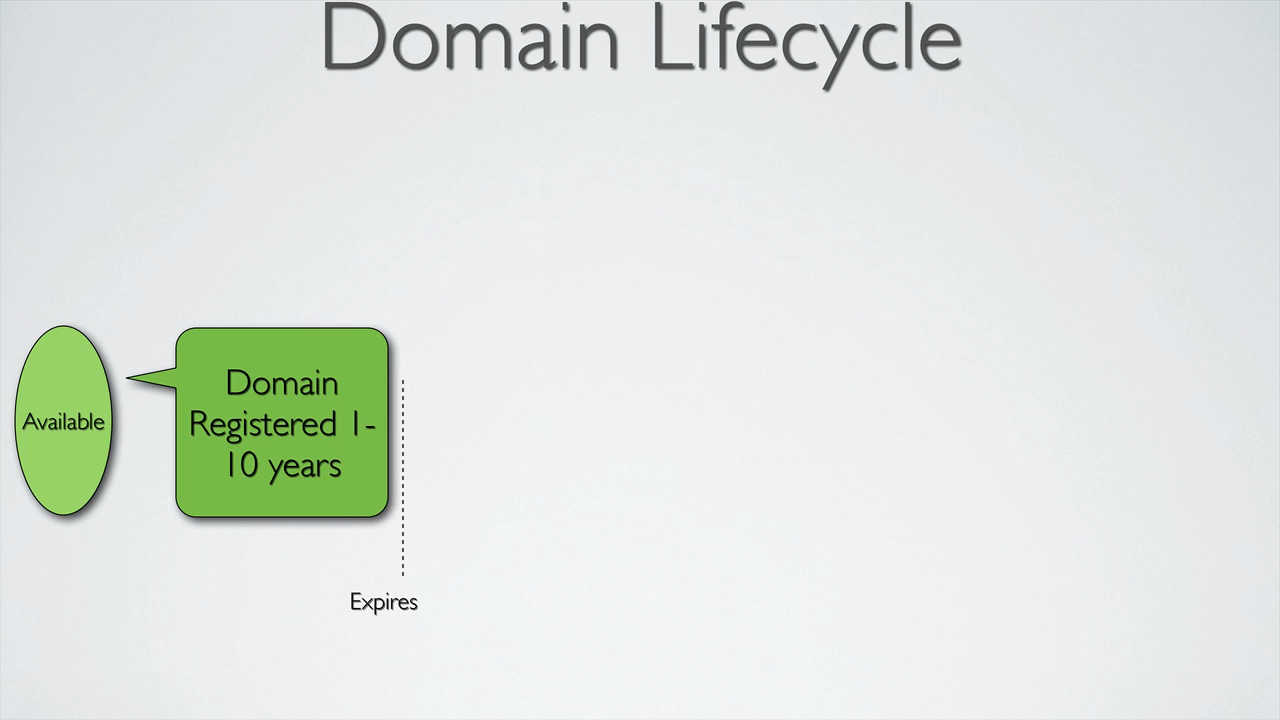 Domain Lifecycle
Available
Domain
Registered 1-
10 years
Expires